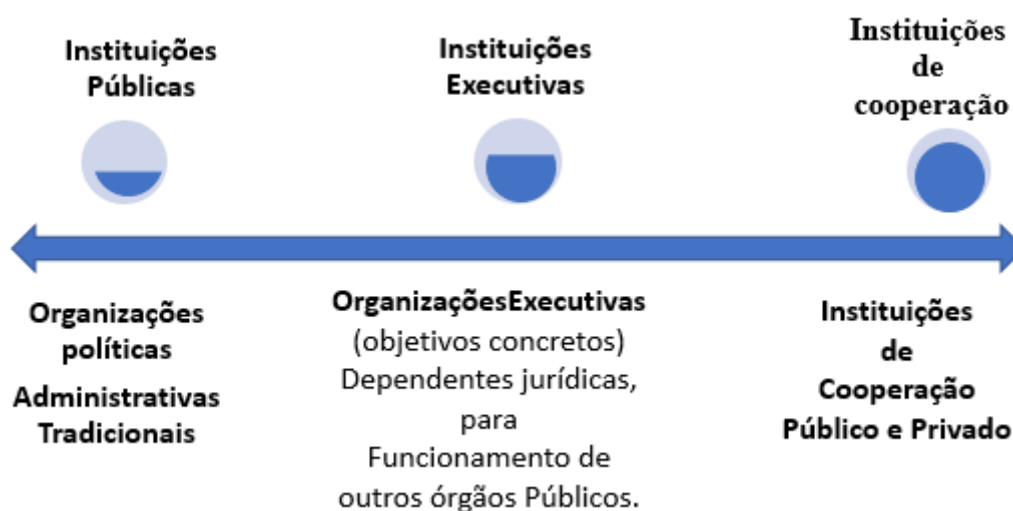 Instituições
Públicas
Instituições
Executivas
Instituições
de
cooperação
Organizações
políticas
Administrativas
Tradicionais
OrganizaçõesExecutivas
(objetivos concretos)
Dependentes jurídicas,
para
Funcionamento de
outros órgãos Públicos.
Instituições
de
Cooperação
Público e Privado